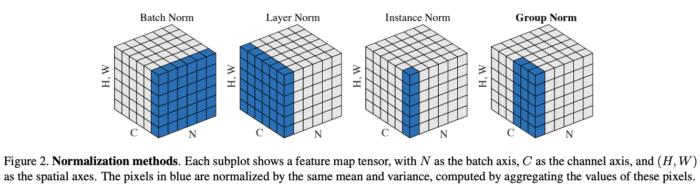 Batch Norm
Layer Norm
Instance Norm
Group Norm
H, W
C
N
H, W
C
N
H, W
C
N
H, W
C
N
Figure 2. Normalization methods. Each subplot shows a feature map tensor, with N as the batch axis, C as the channel axis, and (H, W)
as the spatial axes. The pixels in blue are normalized by the same mean and variance, computed by aggregating the values of these pixels.